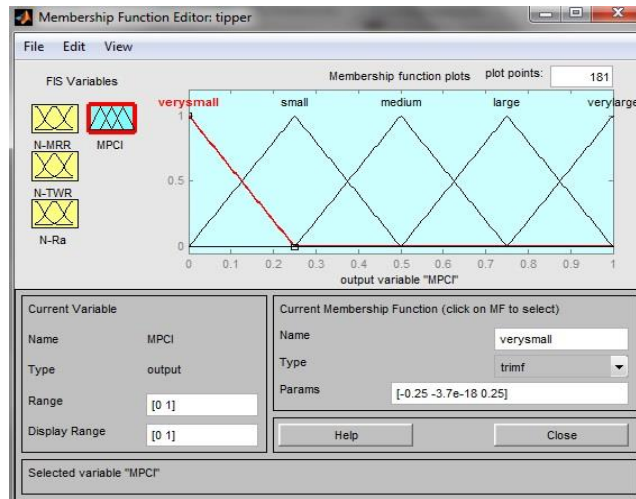 Membership Function Editor: tipper
File Edit View
FIS Variables
N-MRR
MPCI
N-TWR
N-Ra
Membership function plots
plot points:
181
verysmall small medium large verylarge
1
0.5
0
0 0.1 0.2 0.3 0.4 0.5 0.6 0.7 0.8 0.9 1
output variable "MPCI"
Current Variable
Name MPCI
Type output
Range [0 1]
Display Range [0 1]
Current Membership Function (click on MF to select)
Name verysmall
Type trimf
Params [-0.25 -3.7e-18 0.25]
Help Close
Selected variable "MPCI"